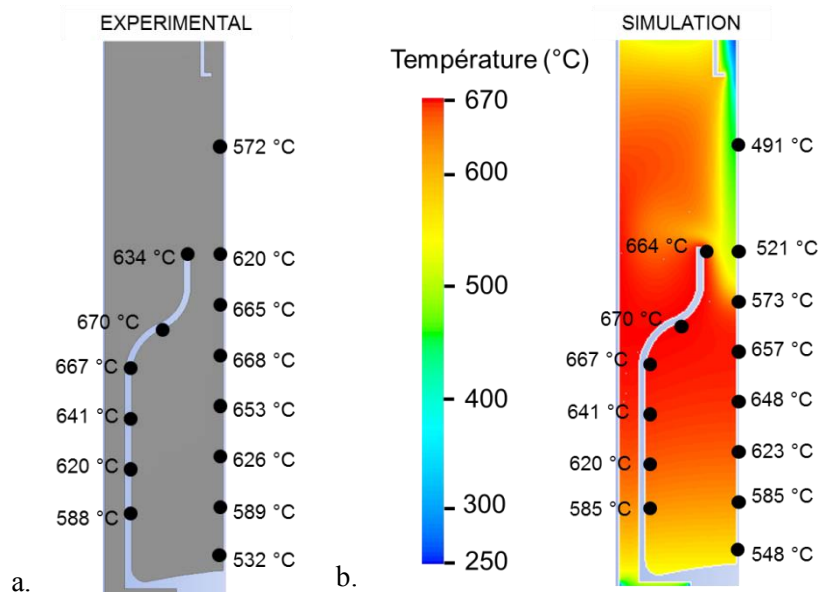 EXPERIMENTAL
572 °C
634 °C
620 °C
665 °C
670 °C
668 °C
667 °C
653 °C
641 °C
626 °C
620 °C
589 °C
588 °C
532 °C
a.
Température (°C)
670
600
500
400
300
250
b.
SIMULATION
491 °C
664 °C
521 °C
573 °C
670 °C
657 °C
667 °C
648 °C
641 °C
623 °C
620 °C
585 °C
585 °C
548 °C